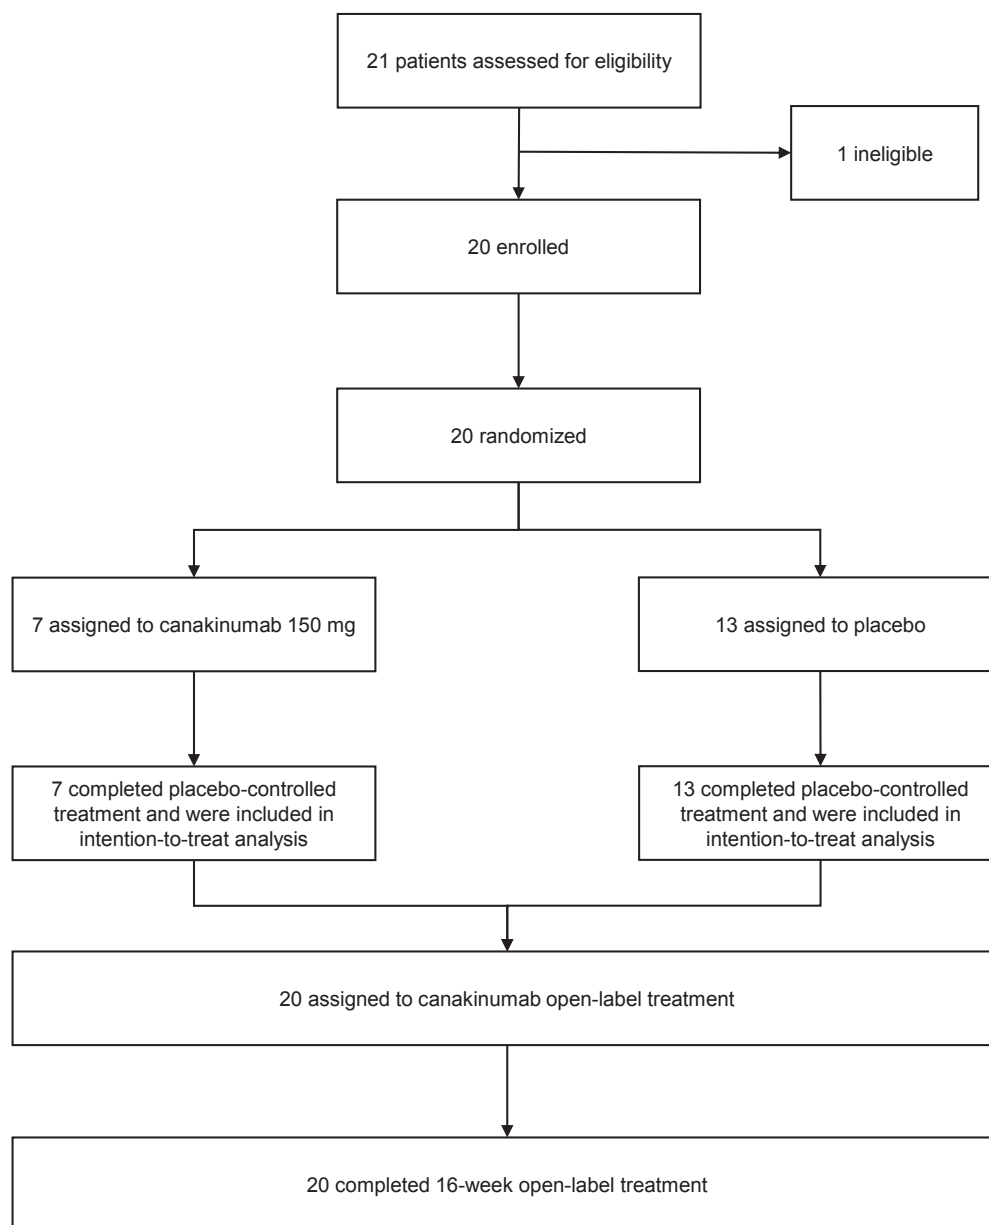 21 patients assessed for eligibility
1 ineligible
20 enrolled
20 randomized
7 assigned to canakinumab 150 mg
13 assigned to placebo
7 completed placebo-controlled
treatment and were included in
intention-to-treat analysis
13 completed placebo-controlled
treatment and were included in
intention-to-treat analysis
20 assigned to canakinumab open-label treatment
20 completed 16-week open-label treatment